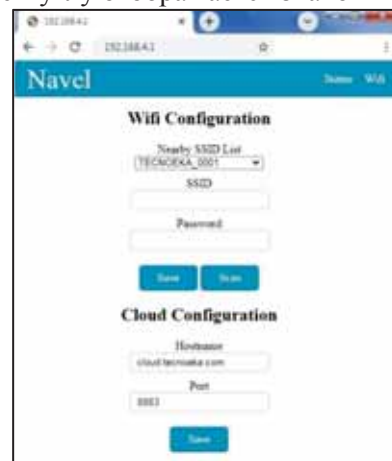 192.168.4.1
192.168.4.1
Navel
Wifi
Wifi Configuration
Nearby SSID List
TECNOEKA_0001
SSID
Password
Save Scan
Cloud Configuration
Hostname
cloud.tecnoeka.com
Port
8883
Save